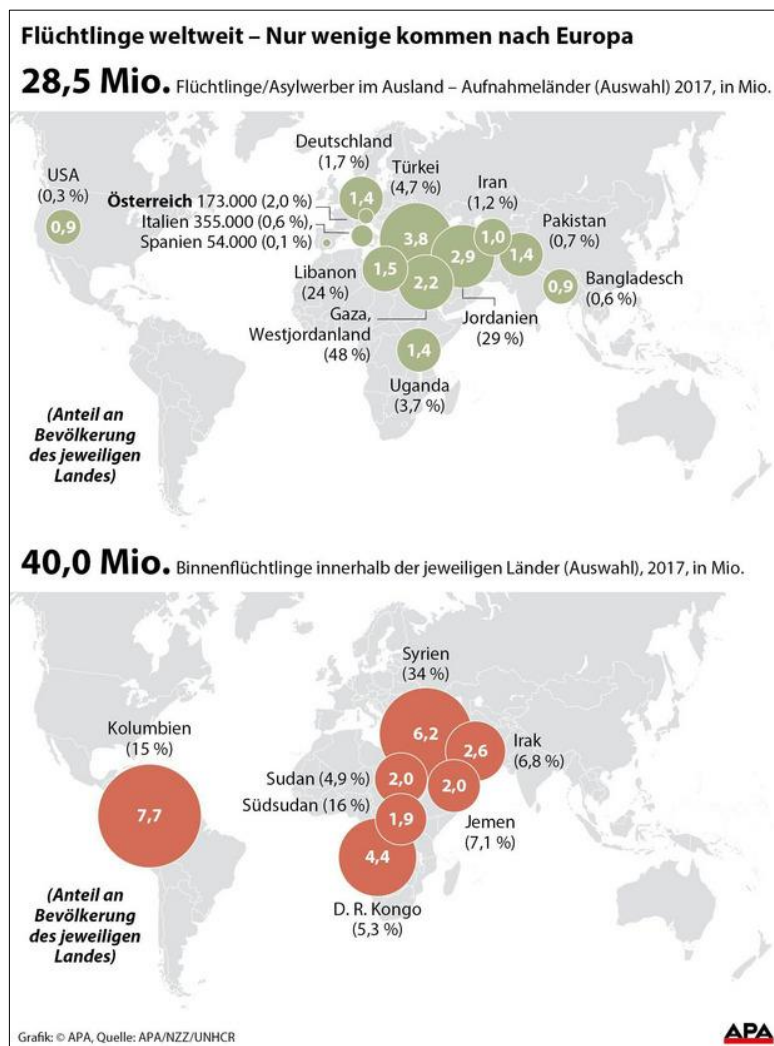 Flüchtlinge weltweit – Nur wenige kommen nach Europa
28,5 Mio. Flüchtlinge/Asylwerber im Ausland – Aufnahmeländer (Auswahl) 2017, in Mio.
Deutschland
(1,7 %)
1,4
USA
(0,3 %)
0,9
Österreich 173.000 (2,0 %)
Italien 355.000 (0,6 %),
Spanien 54.000 (0,1 %)
Türkei
(4,7 %)
3,8
Iran
(1,2 %)
1,0
Pakistan
(0,7 %)
1,4
2,9
1,5
2,2
Libanon
(24 %)
Gaza,
Westjordanland
(48 %)
Jordanien
(29 %)
0,9
Bangladesch
(0,6 %)
1,4
Uganda
(3,7 %)
(Anteil an
Bevölkerung
des jeweiligen
Landes)
40,0 Mio. Binnenflüchtlinge innerhalb der jeweiligen Länder (Auswahl), 2017, in Mio.
Syrien
(34 %)
6,2
Kolumbien
(15 %)
7,7
2,6
Irak
(6,8 %)
Sudan (4,9 %)
2,0
2,0
Südsudan (16 %)
1,9
Jemen
(7,1 %)
4,4
D. R. Kongo
(5,3 %)
(Anteil an
Bevölkerung
des jeweiligen
Landes)
Grafik: © APA, Quelle: APA/NZZ/UNHCR
APA